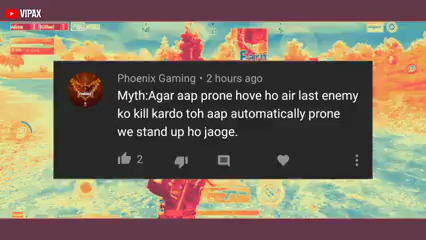 VIPAX
Phoenix Gaming • 2 hours ago
Myth:Agar aap prone hove ho air last enemy
ko kill kardo toh aap automatically prone
we stand up ho jaoge.
2